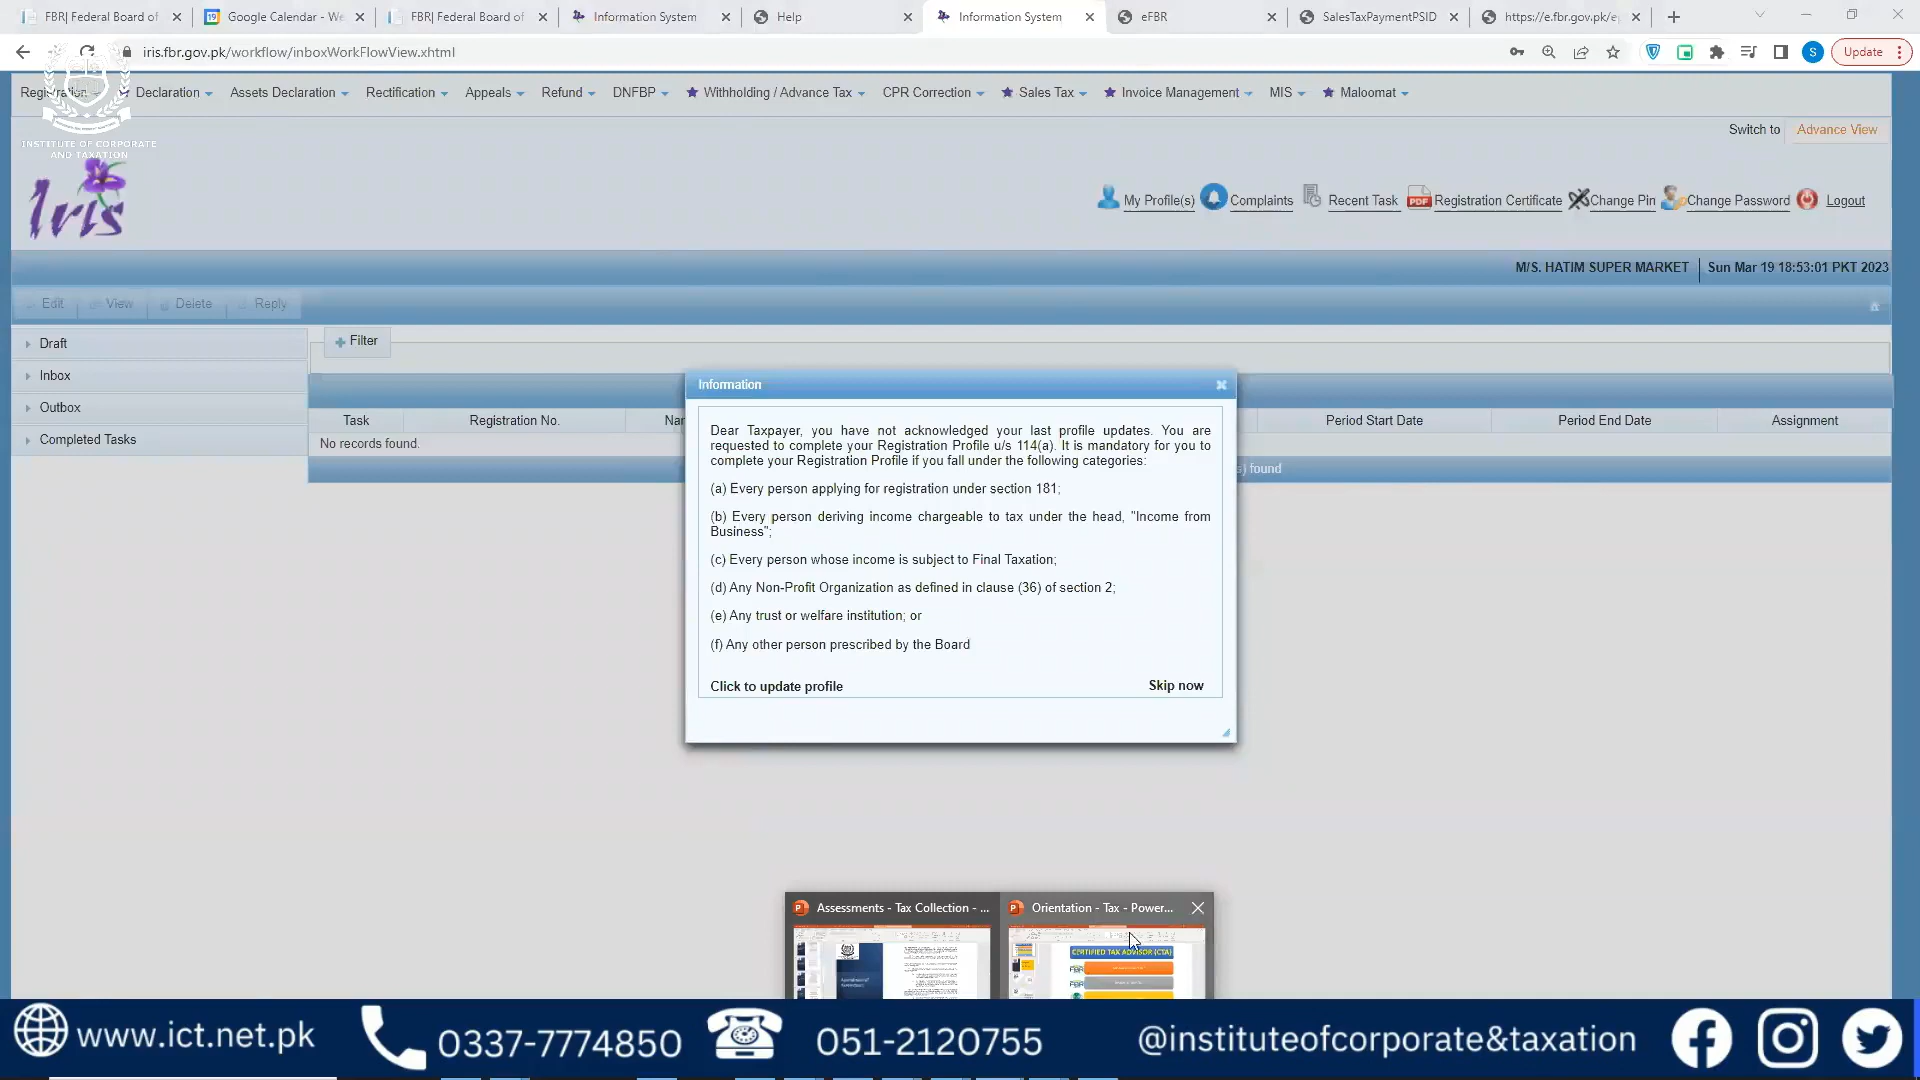 FBR| Federal Board of
Google Calendar - We
FBR| Federal Board of
Information System
Help
Information System
eFBR
SalesTaxPaymentPSID
https://e.fbr.gov.pk/e
iris.fbr.gov.pk/workflow/inboxWorkFlowView.xhtml
S
Update
Registration
Declaration
Assets Declaration
Rectification
Appeals
Refund
DNFBP
Withholding / Advance Tax
CPR Correction
Sales Tax
Invoice Management
MIS
Maloomat
INSTITUTE OF CORPORATE
AND TAXATION
Switch to
Advance View
Iris
My Profile(s)
Complaints
Recent Task
PDF
Registration Certificate
Change Pin
Change Password
Logout
M/S. HATIM SUPER MARKET
Sun Mar 19 18:53:01 PKT 2023
Edit
View
Delete
Reply
Draft
Inbox
Outbox
Completed Tasks
Filter
Task
Registration No.
Nar
Period Start Date
Period End Date
Assignment
No records found.
) found
Information
Dear Taxpayer, you have not acknowledged your last profile updates. You are
requested to complete your Registration Profile u/s 114(a). It is mandatory for you to
complete your Registration Profile if you fall under the following categories:
(a) Every person applying for registration under section 181;
(b) Every person deriving income chargeable to tax under the head, "Income from
Business";
(c) Every person whose income is subject to Final Taxation;
(d) Any Non-Profit Organization as defined in clause (36) of section 2;
(e) Any trust or welfare institution; or
(f) Any other person prescribed by the Board
Click to update profile
Skip now
Assessments - Tax Collection - ...
Orientation - Tax - Power...
CERTIFIED TAX ADVISOR (CTA)
FBR
FBR
www.ict.net.pk
0337-7774850
051-2120755
@instituteofcorporate&taxation